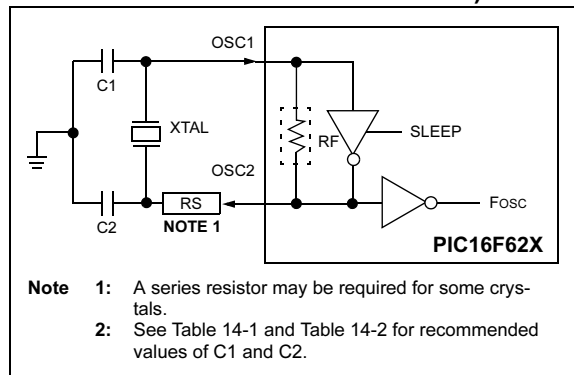 OSC1
C1
XTAL
RF
SLEEP
OSC2
C2
RS
NOTE 1
FOSC
PIC16F62X
Note 1: A series resistor may be required for some crys-
tals.
2: See Table 14-1 and Table 14-2 for recommended
values of C1 and C2.